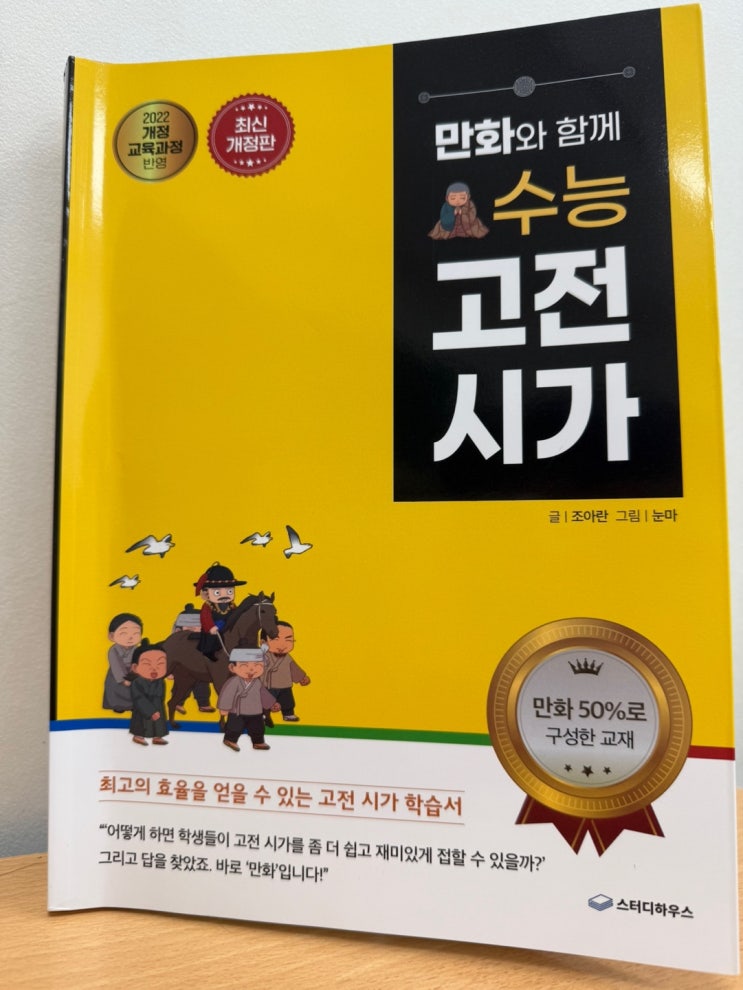 2022
개정
교육과정
반영
최신
개정판
만화와 함께
수능
고전
시가
글 | 조아란 그림 | 눈마
만화 50%로
구성한 교재
최고의 효율을 얻을 수 있는 고전 시가 학습서
“‘어떻게 하면 학생들이 고전 시가를 좀 더 쉽고 재미있게 접할 수 있을까?’
그리고 답을 찾았죠. 바로 ‘만화’입니다!”
스터디하우스